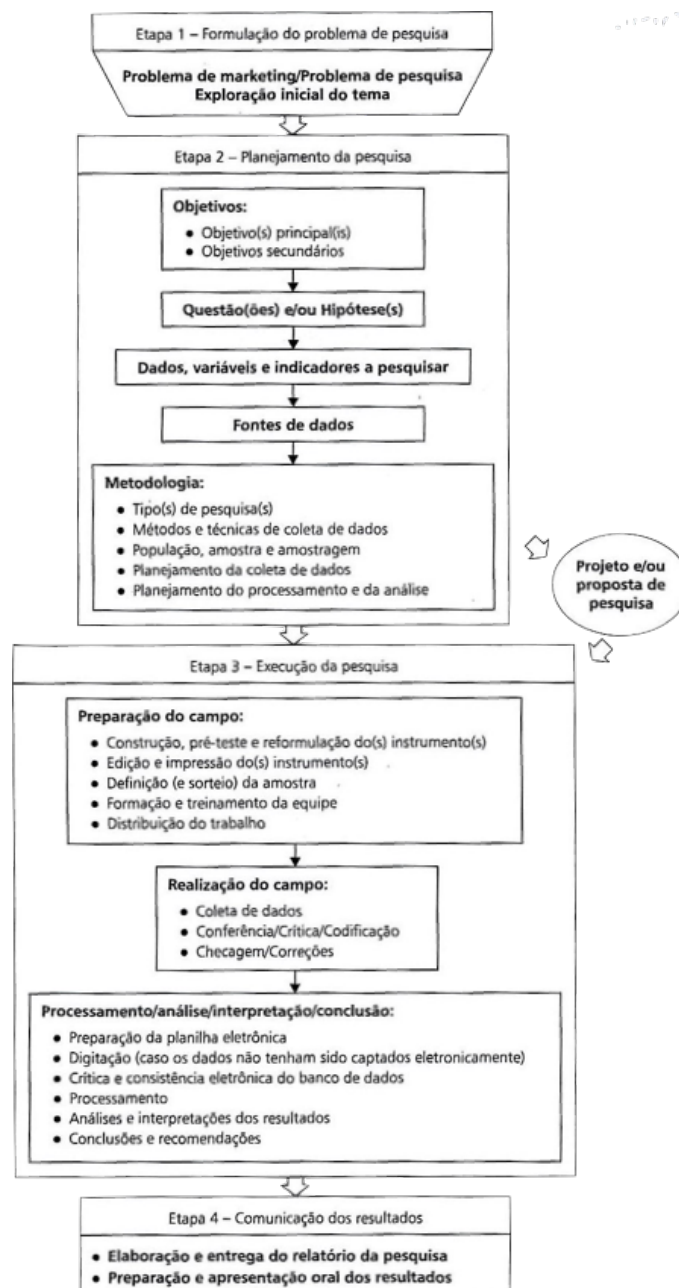 Etapa 1 – Formulação do problema de pesquisa
Problema de marketing/Problema de pesquisa
Exploração inicial do tema
Etapa 2 – Planejamento da pesquisa
Objetivos:
• Objetivo(s) principal(is)
• Objetivos secundários
Questão(ões) e/ou Hipótese(s)
Dados, variáveis e indicadores a pesquisar
Fontes de dados
Metodologia:
• Tipo(s) de pesquisa(s)
• Métodos e técnicas de coleta de dados
• População, amostra e amostragem
• Planejamento da coleta de dados
• Planejamento do processamento e da análise
Projeto e/ou
proposta de
pesquisa
Etapa 3 – Execução da pesquisa
Preparação do campo:
• Construção, pré-teste e reformulação do(s) instrumento(s)
• Edição e impressão do(s) instrumento(s)
• Definição (e sorteio) da amostra
• Formação e treinamento da equipe
• Distribuição do trabalho
Realização do campo:
• Coleta de dados
• Conferência/Crítica/Codificação
• Checagem/Correções
Processamento/análise/interpretação/conclusão:
• Preparação da planilha eletrônica
• Digitação (caso os dados não tenham sido captados eletronicamente)
• Crítica e consistência eletrônica do banco de dados
• Processamento
• Análises e interpretações dos resultados
• Conclusões e recomendações
Etapa 4 – Comunicação dos resultados
• Elaboração e entrega do relatório da pesquisa
• Preparação e apresentação oral dos resultados